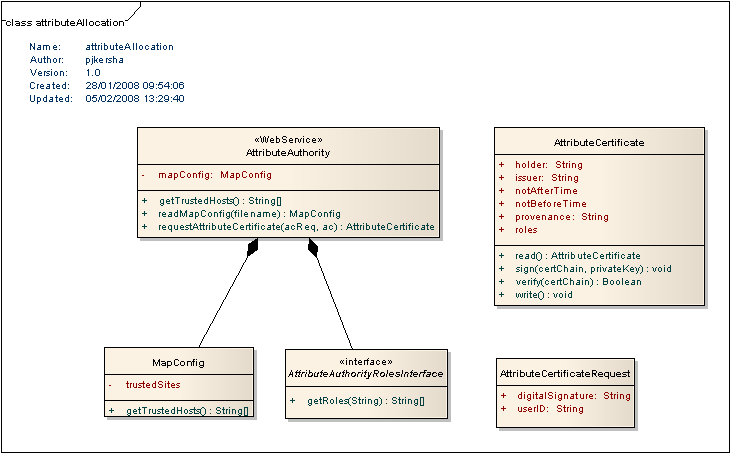 class attributeAllocation
Name: attributeAllocation
Author: pjkersha
Version: 1.0
Created: 28/01/2008 09:54:06
Updated: 05/02/2008 13:29:40
«WebService»
AttributeAuthority
- mapConfig: MapConfig
+ getTrustedHosts() : String[]
+ readMapConfig(filename) : MapConfig
+ requestAttributeCertificate(acReq, ac) : AttributeCertificate
AttributeCertificate
+ holder: String
+ issuer: String
+ notAfterTime
+ notBeforeTime
+ provenance: String
+ roles
+ read() : AttributeCertificate
+ sign(certChain, privateKey) : void
+ verify(certChain) : Boolean
+ write() : void
MapConfig
- trustedSites
+ getTrustedHosts() : String[]
«interface»
AttributeAuthorityRolesInterface
+ getRoles(String) : String[]
AttributeCertificateRequest
+ digitalSignature: String
+ userID: String